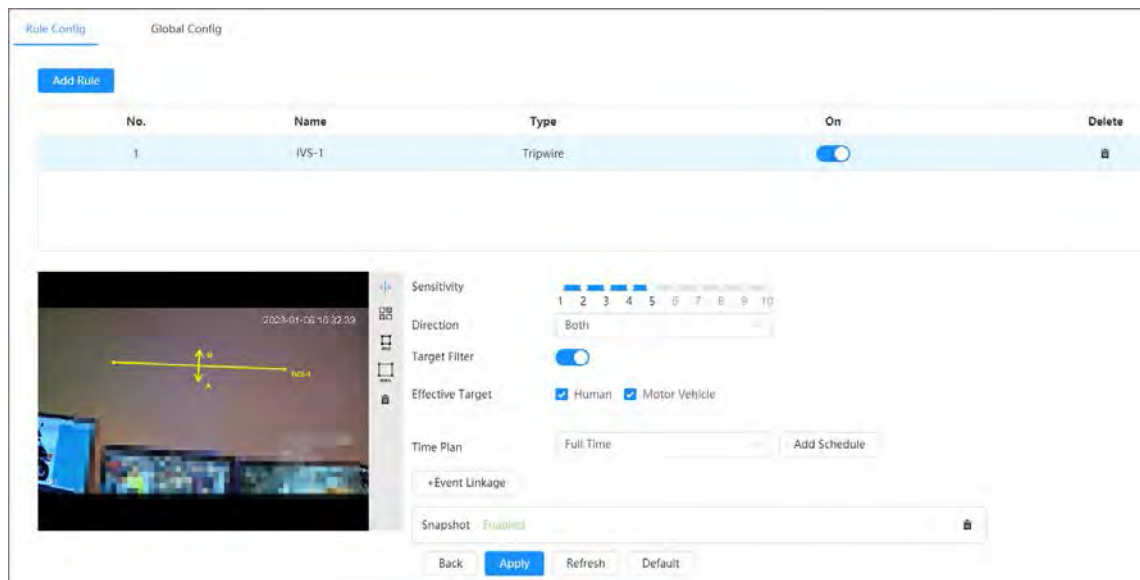 Rule Config Global Config
Add Rule
No. Name Type On Delete
1 IVS-1 Tripwire
2023-01-06 10:32:39
B
A
IVS-1
Sensitivity
1 2 3 4 5 6 7 8 9 10
Direction Both
Target Filter
Effective Target Human Motor Vehicle
Time Plan Full Time Add Schedule
+Event Linkage
Snapshot Enabled
Back Apply Refresh Default